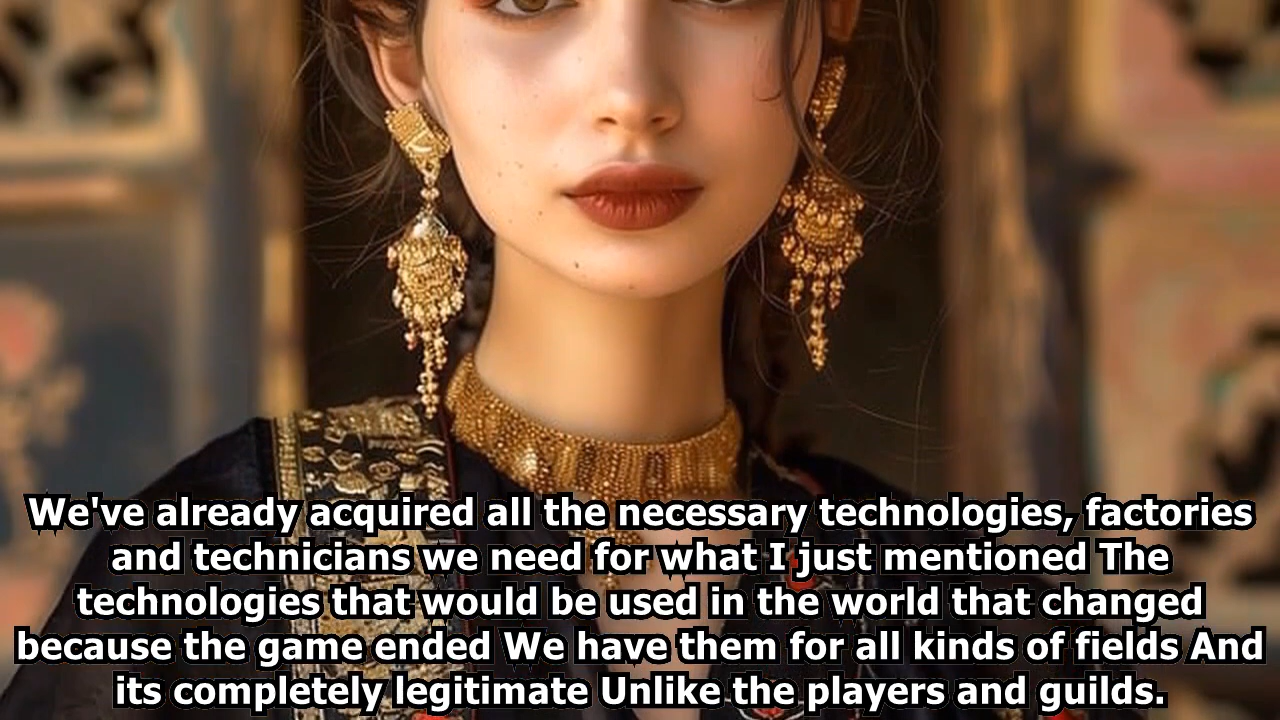 We've already acquired all the necessary technologies, factories
and technicians we need for what I just mentioned The
technologies that would be used in the world that changed
because the game ended We have them for all kinds of fields And
its completely legitimate Unlike the players and guilds.